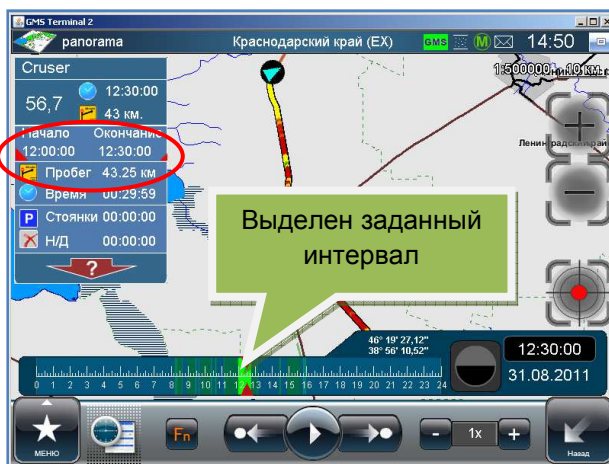 GMS Terminal 2
panorama Краснодарский край (EX) GMS M 14:50
Cruser
1:500000 10 km
56,7 12:30:00
43 км.
Начало Окончание
12:00:00 12:30:00
Пробег 43.25 км
Время 00:29:59
P Стоянки 00:00:00
Н/Д 00:00:00
?
Ленинградский рай
Выделен заданный
интервал
46° 19' 27,12"
38° 56' 10,52"
12:30:00
31.08.2011
0 1 2 3 4 5 6 7 8 9 10 11 12 13 14 15 16 17 18 19 20 21 22 23 24
МЕНЮ Fn - 1x + Назад